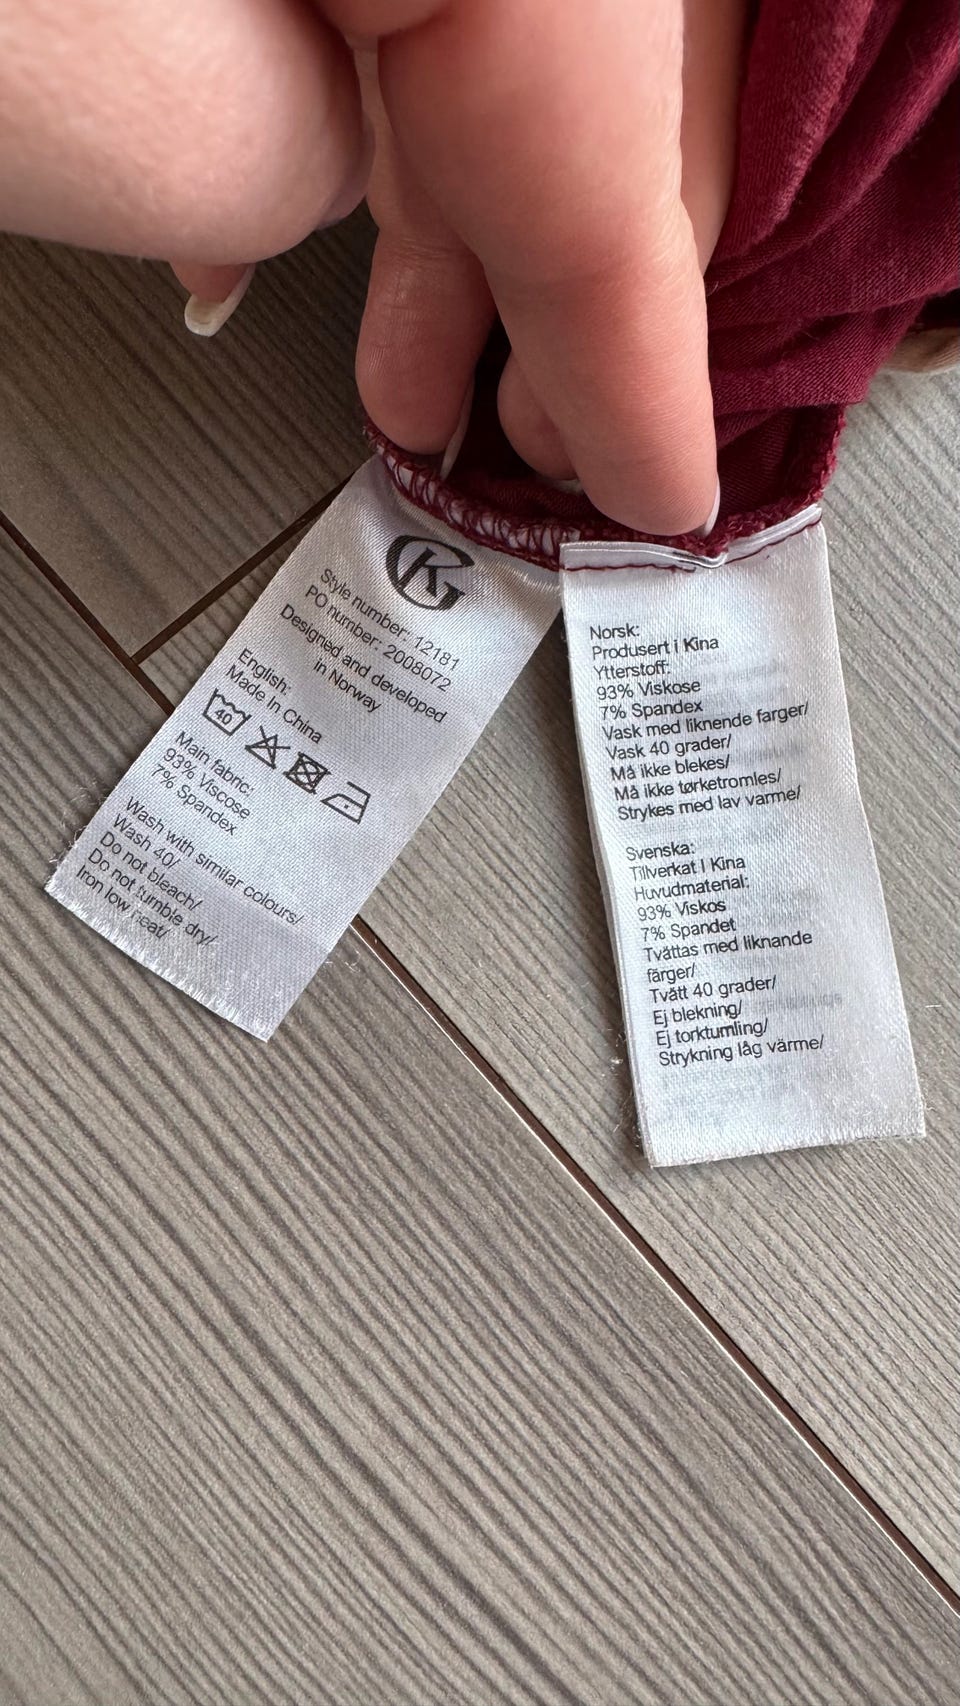 Style number: 12181
PO number: 2008072
Designed and developed
in Norway
English:
Made in China
40
Main fabric:
93% Viscose
7% Spandex
Wash with similar colours/
Wash 40/
Do not bleach/
Do not tumble dry/
Iron low heat/
Norsk:
Produsert i Kina
Ytterstoff:
93% Viskose
7% Spandex
Vask med liknende farger/
Vask 40 grader/
Må ikke blekes/
Må ikke tørketromles/
Strykes med lav varme/
Svenska:
Tillverkat I Kina
Huvudmaterial:
93% Viskos
7% Spandet
Tvättas med liknande
färger/
Tvätt 40 grader/
Ej blekning/
Ej torktumling/
Strykning låg värme/